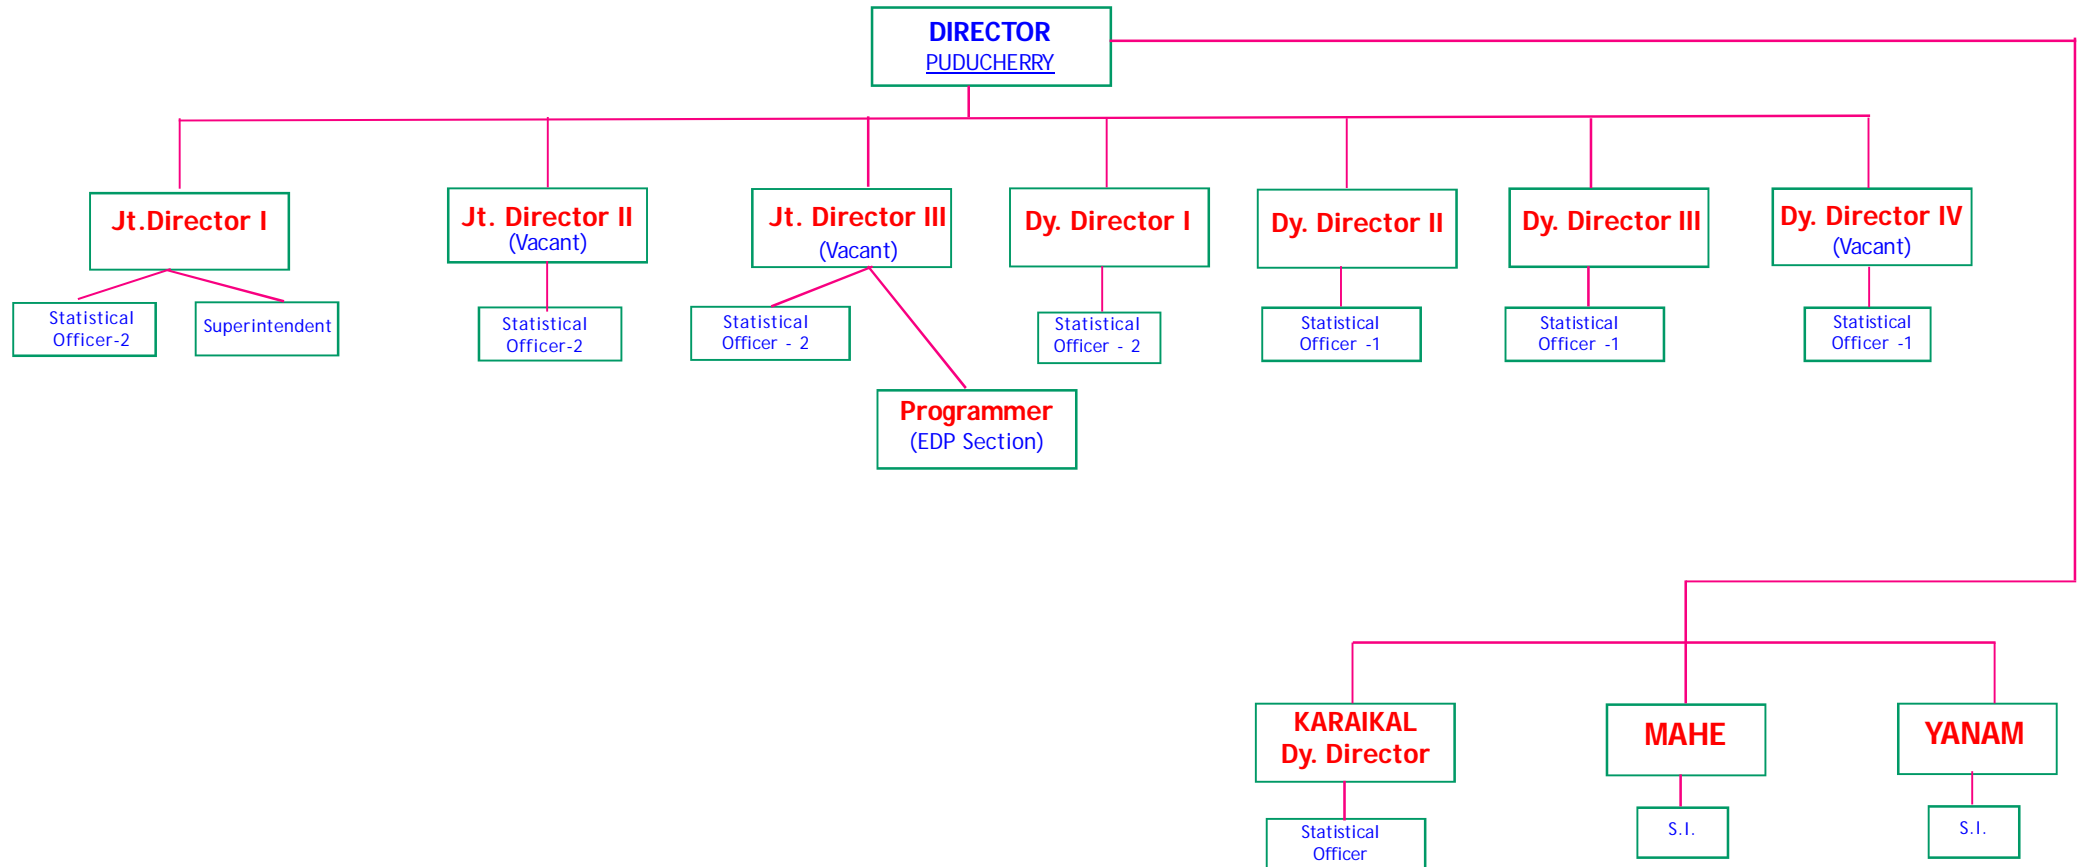 DIRECTOR
PUDUCHERRY
Jt.Director I
Jt. Director II
(Vacant)
Jt. Director III
(Vacant)
Dy. Director I
Dy. Director II
Dy. Director III
Dy. Director IV
(Vacant)
Statistical
Officer-2
Superintendent
Statistical
Officer-2
Statistical
Officer - 2
Statistical
Officer - 2
Statistical
Officer -1
Statistical
Officer -1
Statistical
Officer -1
Programmer
(EDP Section)
KARAIKAL
Dy. Director
MAHE
YANAM
Statistical
Officer
S.I.
S.I.